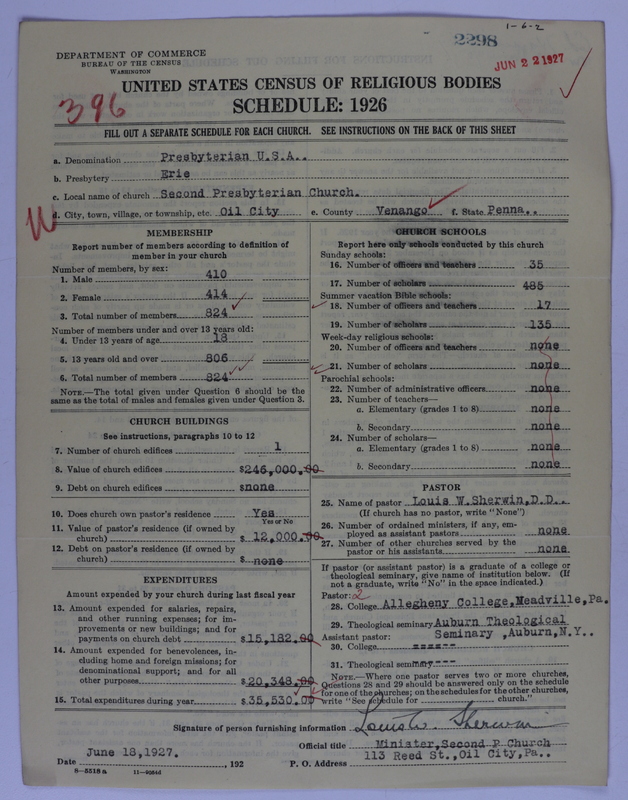 1-6-2
2298
JUN 22 1927
DEPARTMENT OF COMMERCE
BUREAU OF THE CENSUS
WASHINGTON
UNITED STATES CENSUS OF RELIGIOUS BODIES
SCHEDULE: 1926
396
FILL OUT A SEPARATE SCHEDULE FOR EACH CHURCH. SEE INSTRUCTIONS ON THE BACK OF THIS SHEET
a. Denomination Presbyterian U.S.A..
b. Presbytery Erie
c. Local name of church Second Presbyterian Church.
d. City, town, village, or township, etc. Oil City e. County Venango f. State Penna..
MEMBERSHIP
Report number of members according to definition of
member in your church
Number of members, by sex:
1. Male 410
2. Female 414
3. Total number of members 824
Number of members under and over 13 years old:
4. Under 13 years of age 18
5. 13 years old and over 806
6. Total number of members 824
NOTE.—The total given under Question 6 should be the
same as the total of males and females given under Question 3.
CHURCH BUILDINGS
See instructions, paragraphs 10 to 12
7. Number of church edifices 1
8. Value of church edifices $246,000.00
9. Debt on church edifices $none
10. Does church own pastor's residence Yes
Yes or No
11. Value of pastor's residence (if owned by
church) $ 12,000.00
12. Debt on pastor's residence (if owned by
church) $ none
EXPENDITURES
Amount expended by your church during last fiscal year
13. Amount expended for salaries, repairs,
and other running expenses; for im-
provements or new buildings; and for
payments on church debt $15,182.00
14. Amount expended for benevolences, in-
cluding home and foreign missions; for
denominational support; and for all
other purposes $20,348.00
15. Total expenditures during year $35,530.00
CHURCH SCHOOLS
Report here only schools conducted by this church
Sunday schools:
16. Number of officers and teachers 35
17. Number of scholars 485
Summer vacation Bible schools:
18. Number of officers and teachers 17
19. Number of scholars 135
Week-day religious schools:
20. Number of officers and teachers none
21. Number of scholars none
Parochial schools:
22. Number of administrative officers none
23. Number of teachers—
a. Elementary (grades 1 to 8) none
b. Secondary none
24. Number of scholars—
a. Elementary (grades 1 to 8) none
b. Secondary none
PASTOR
25. Name of pastor Louis W.Sherwin,D.D..
(If church has no pastor, write "None")
26. Number of ordained ministers, if any, em-
ployed as assistant pastors none
27. Number of other churches served by the
pastor or his assistants none
If pastor (or assistant pastor) is a graduate of a college or
theological seminary, give name of institution below. (If
not a graduate, write "No" in the space indicated.)
Pastor: 2
28. College Allegheny College,Meadville,Pa.
29. Theological seminary Auburn Theological
Assistant pastor: Seminary ,Auburn,N.Y..
30. College ------
31. Theological seminary ----
NOTE.—Where one pastor serves two or more churches,
Questions 28 and 29 should be answered only on the schedule
for one of the churches; on the schedules for the other churches,
write "See schedule for church."
Signature of person furnishing information Louis W. Sherwin
Official title Minister,Second P Church
June 18,1927.
Date , 192 P. O. Address 113 Reed St.,Oil City,Pa..
8-5518a 11-9064d